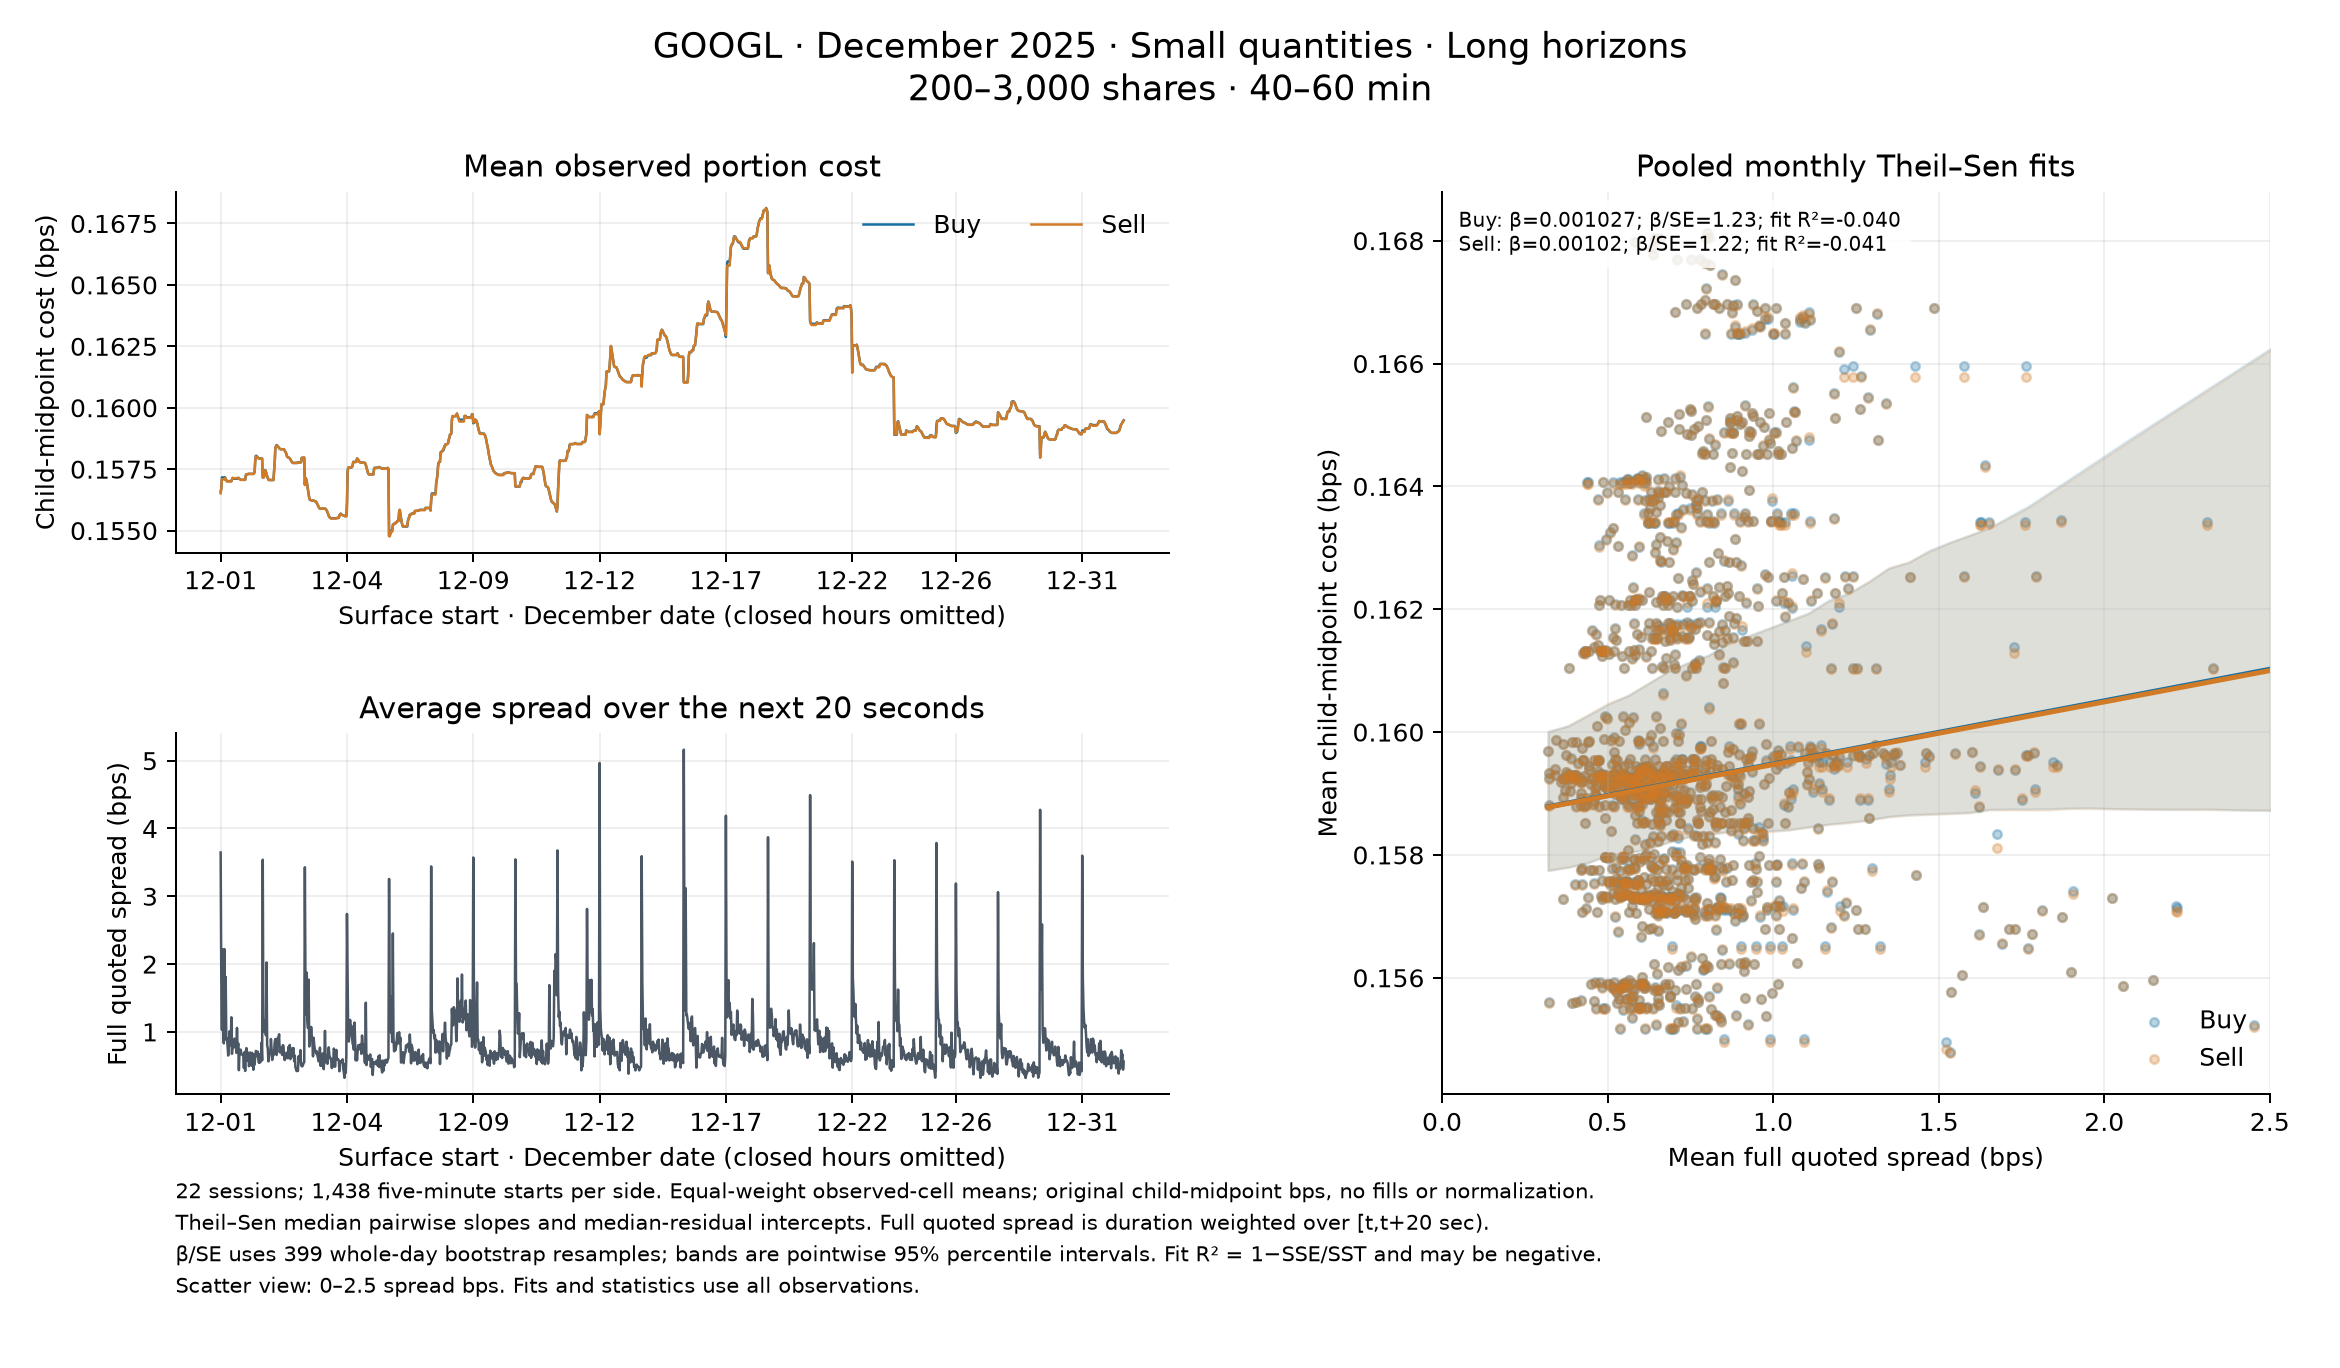 GOOGL · December 2025 · Small quantities · Long horizons
200–3,000 shares · 40–60 min
Mean observed portion cost
Child-midpoint cost (bps)
0.1675
0.1650
0.1625
0.1600
0.1575
0.1550
Buy
Sell
12-01
12-04
12-09
12-12
12-17
12-22
12-26
12-31
Surface start · December date (closed hours omitted)
Average spread over the next 20 seconds
Full quoted spread (bps)
5
4
3
2
1
12-01
12-04
12-09
12-12
12-17
12-22
12-26
12-31
Surface start · December date (closed hours omitted)
Pooled monthly Theil–Sen fits
Buy: β=0.001027; β/SE=1.23; fit R²=-0.040
Sell: β=0.00102; β/SE=1.22; fit R²=-0.041
Mean child-midpoint cost (bps)
0.168
0.166
0.164
0.162
0.160
0.158
0.156
Buy
Sell
0.0
0.5
1.0
1.5
2.0
2.5
Mean full quoted spread (bps)
22 sessions; 1,438 five-minute starts per side. Equal-weight observed-cell means; original child-midpoint bps, no fills or normalization.
Theil–Sen median pairwise slopes and median-residual intercepts. Full quoted spread is duration weighted over [t,t+20 sec).
β/SE uses 399 whole-day bootstrap resamples; bands are pointwise 95% percentile intervals. Fit R² = 1−SSE/SST and may be negative.
Scatter view: 0–2.5 spread bps. Fits and statistics use all observations.